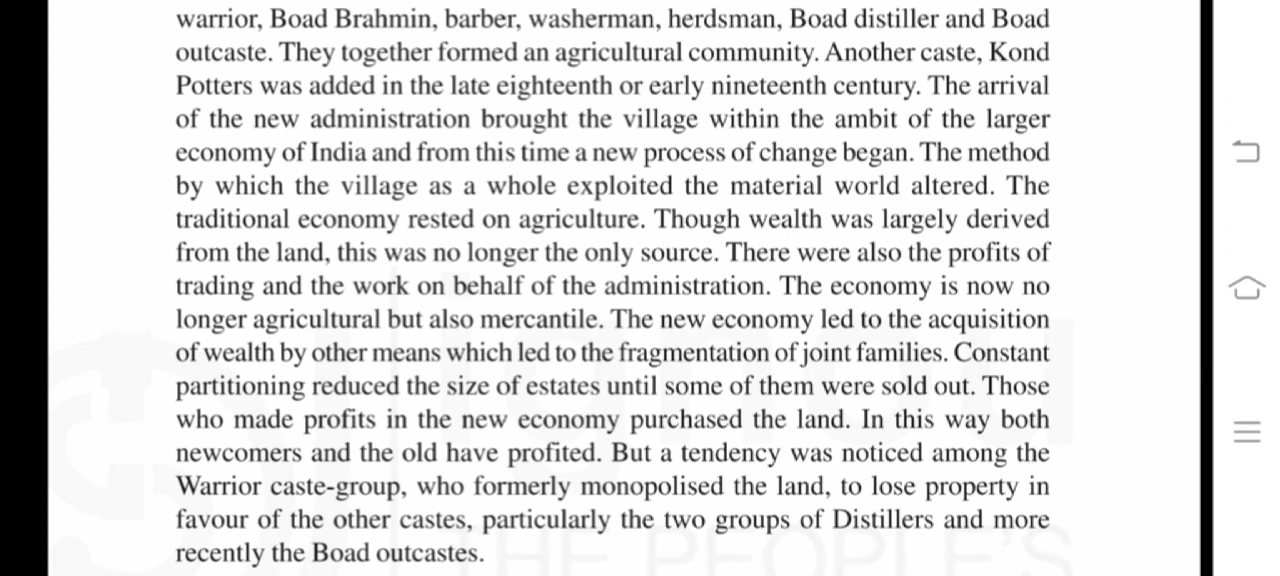 warrior, Boad Brahmin, barber, washerman, herdsman, Boad distiller and Boad
outcaste. They together formed an agricultural community. Another caste, Kond
Potters was added in the late eighteenth or early nineteenth century. The arrival
of the new administration brought the village within the ambit of the larger
economy of India and from this time a new process of change began. The method
by which the village as a whole exploited the material world altered. The
traditional economy rested on agriculture. Though wealth was largely derived
from the land, this was no longer the only source. There were also the profits of
trading and the work on behalf of the administration. The economy is now no
longer agricultural but also mercantile. The new economy led to the acquisition
of wealth by other means which led to the fragmentation of joint families. Constant
partitioning reduced the size of estates until some of them were sold out. Those
who made profits in the new economy purchased the land. In this way both
newcomers and the old have profited. But a tendency was noticed among the
Warrior caste-group, who formerly monopolised the land, to lose property in
favour of the other castes, particularly the two groups of Distillers and more
recently the Boad outcastes.
ignou
THE PEOPLE'S